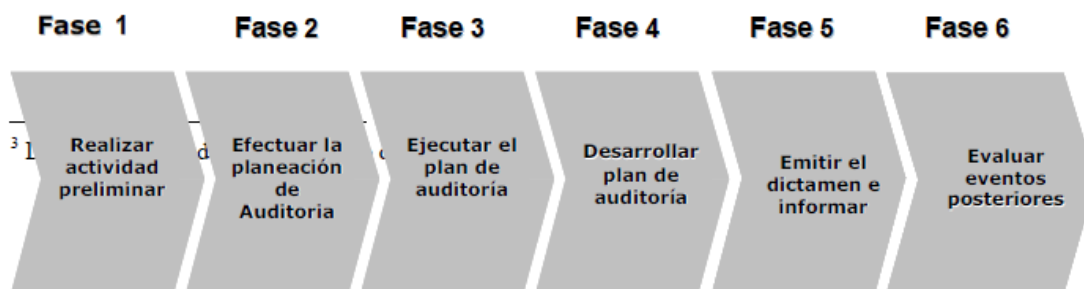 Fase 1
Fase 2
Fase 3
Fase 4
Fase 5
Fase 6
Realizar
actividad
preliminar
Efectuar la
planeación
de
Auditoria
Ejecutar el
plan de
auditoría
Desarrollar
plan de
auditoría
Emitir el
dictamen e
informar
Evaluar
eventos
posteriores
3